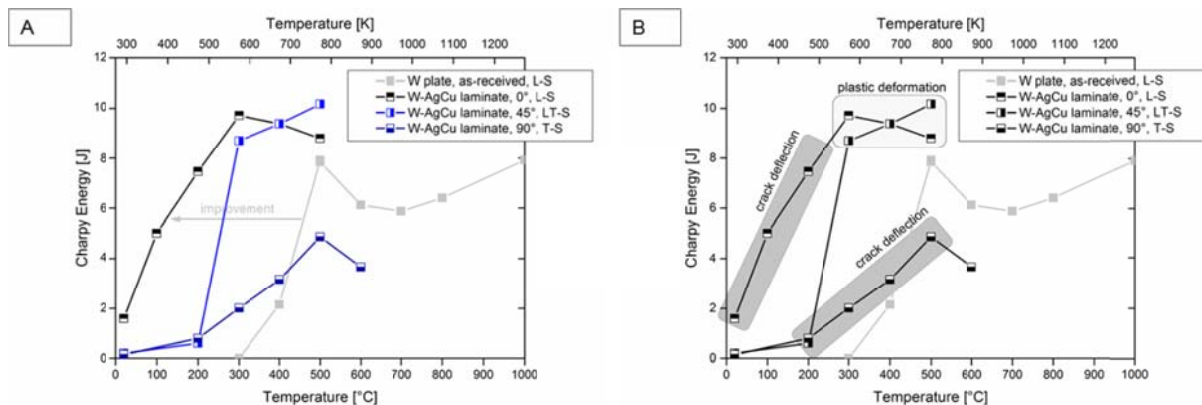 A
Temperature [K]
300 400 500 600 700 800 900 1000 1100 1200
12
10
8
6
4
2
0
Charpy Energy [J]
W plate, as-received, L-S
W-AgCu laminate, 0°, L-S
W-AgCu laminate, 45°, LT-S
W-AgCu laminate, 90°, T-S
improvement
0 100 200 300 400 500 600 700 800 900 1000
Temperature [°C]
B
Temperature [K]
300 400 500 600 700 800 900 1000 1100 1200
12
10
8
6
4
2
0
Charpy Energy [J]
plastic deformation
W plate, as-received, L-S
W-AgCu laminate, 0°, L-S
W-AgCu laminate, 45°, LT-S
W-AgCu laminate, 90°, T-S
crack deflection
crack deflection
0 100 200 300 400 500 600 700 800 900 1000
Temperature [°C]